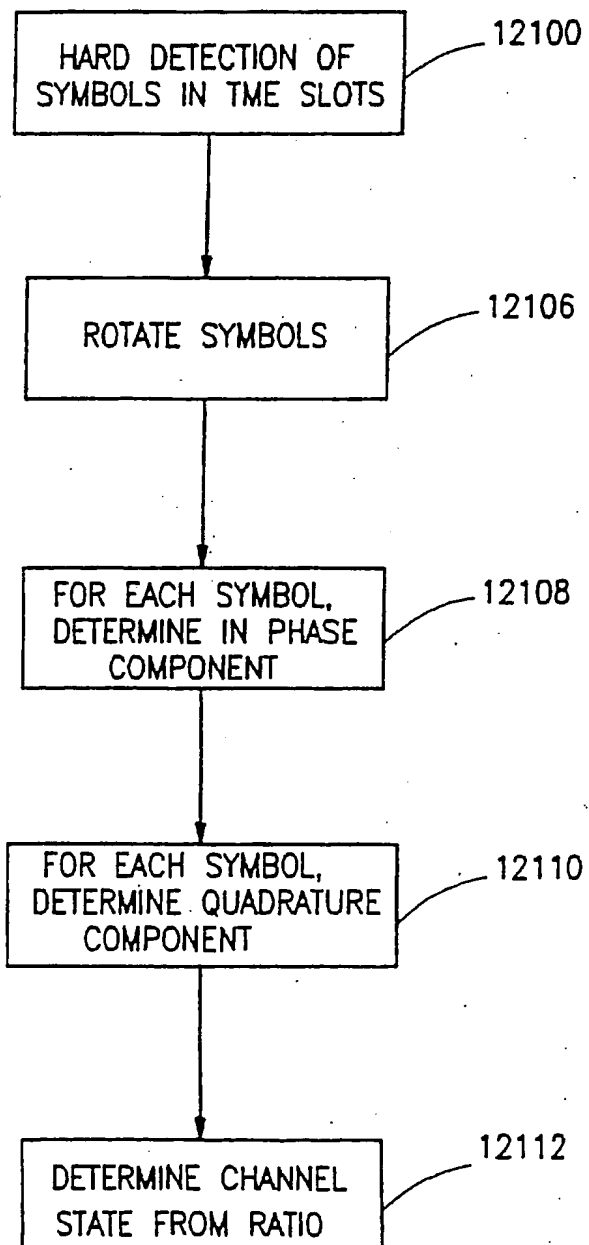 HARD DETECTION OF
SYMBOLS IN TME SLOTS
12100
ROTATE SYMBOLS
12106
FOR EACH SYMBOL,
DETERMINE IN PHASE
COMPONENT
12108
FOR EACH SYMBOL,
DETERMINE QUADRATURE
COMPONENT
12110
DETERMINE CHANNEL
STATE FROM RATIO
12112